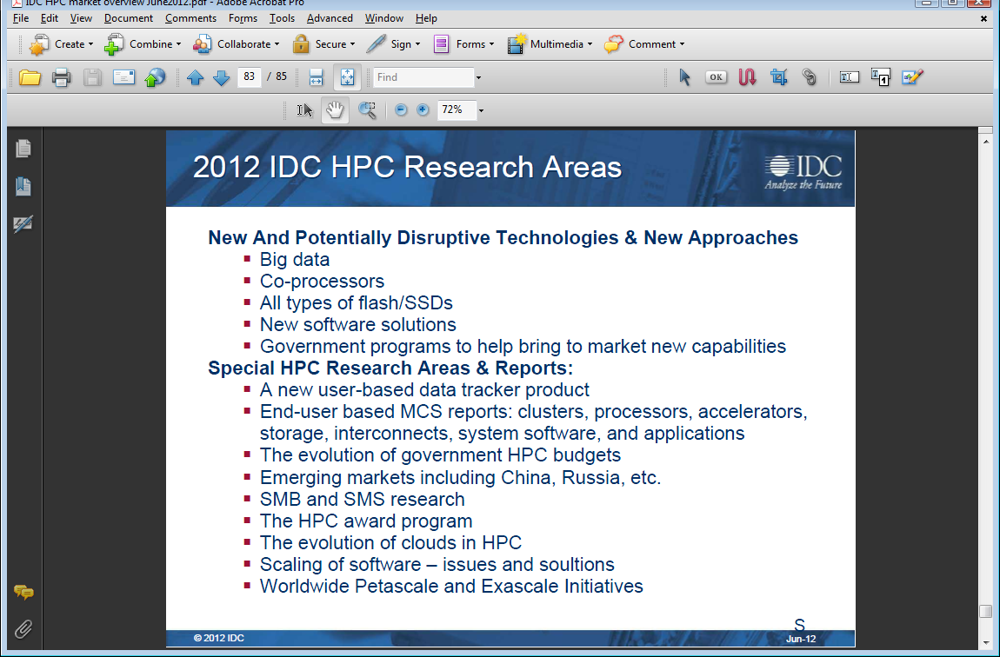 IDC HPC market overview June2012.pdf - Adobe Acrobat Pro
File Edit View Document Comments Forms Tools Advanced Window Help
Create Combine Collaborate Secure Sign Forms Multimedia Comment
83 / 85 Find OK
72%
2012 IDC HPC Research Areas
IDC
Analyze the Future
New And Potentially Disruptive Technologies & New Approaches
Big data
Co-processors
All types of flash/SSDs
New software solutions
Government programs to help bring to market new capabilities
Special HPC Research Areas & Reports:
A new user-based data tracker product
End-user based MCS reports: clusters, processors, accelerators,
storage, interconnects, system software, and applications
The evolution of government HPC budgets
Emerging markets including China, Russia, etc.
SMB and SMS research
The HPC award program
The evolution of clouds in HPC
Scaling of software – issues and soultions
Worldwide Petascale and Exascale Initiatives
S
© 2012 IDC
Jun-12